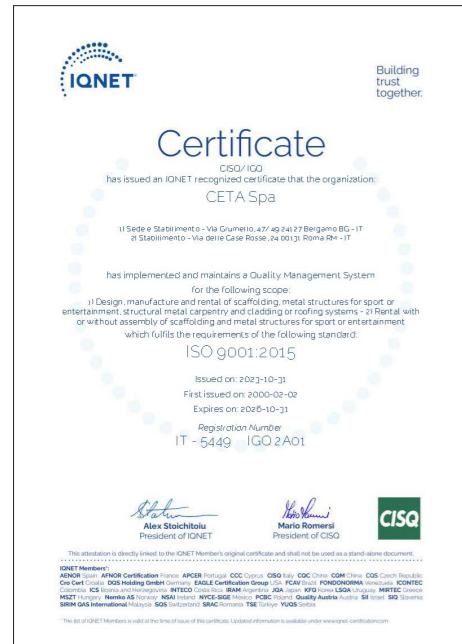 IQNET
Building
trust
together.
Certificate
CISQ/IGQ
has issued an IQNET recognized certificate that the organization:
CETA Spa
1) Sede e Stabilimento - Via Grumello, 47/49 24127 Bergamo BG - IT
2) Stabilimento - Via delle Case Rosse, 24 00131 Roma RM - IT
has implemented and maintains a Quality Management System
for the following scope:
1) Design, manufacture and rental of scaffolding, metal structures for sport or
entertainment, structural metal carpentry and cladding or roofing systems - 2) Rental with
or without assembly of scaffolding and metal structures for sport or entertainment
which fulfils the requirements of the following standard:
ISO 9001:2015
Issued on: 2023-10-31
First issued on: 2000-02-02
Expires on: 2026-10-31
Registration Number
IT - 5449 IGQ 2A01
Alex Stoichitoiu
President of IQNET
Mario Romersi
President of CISQ
CISQ
This attestation is directly linked to the IQNET Member's original certificate and shall not be used as a stand-alone document.
IQNET Members*:
AENOR Spain AFNOR Certification France APCER Portugal CCC Cyprus CISQ Italy CQC China CQM China CQS Czech Republic
Cro Cert Croatia DQS Holding GmbH Germany EAGLE Certification Group USA FCAV Brazil FONDONORMA Venezuela ICONTEC
Colombia ICS Bosnia and Herzegovina INTECO Costa Rica IRAM Argentina JQA Japan KFQ Korea LSQA Uruguay MIRTEC Greece
MSZT Hungary Nemko AS Norway NSAI Ireland NYCE-SIGE Mexico PCBC Poland Quality Austria Austria SII Israel SIQ Slovenia
SIRIM QAS International Malaysia SQS Switzerland SRAC Romania TSE Türkiye YUQS Serbia
*The list of IQNET Members is valid at the time of issue of this certificate. Updated information is available under www.iqnet-certification.com